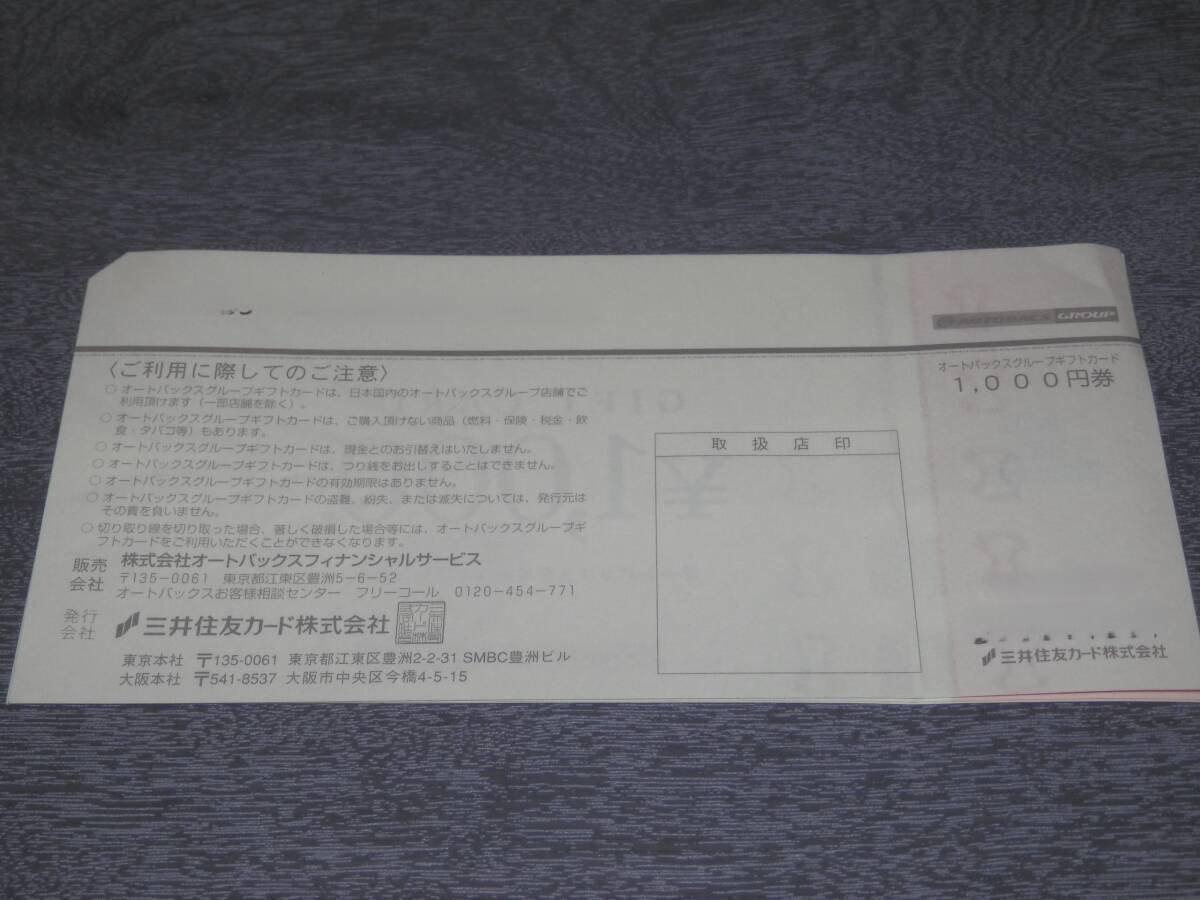 〈ご利用に際してのご注意〉
○オートバックスグループギフトカードは、日本国内のオートバックスグループ店舗でご
利用頂けます（一部店舗を除く）。
○オートバックスグループギフトカードは、ご購入頂けない商品（燃料・保険・税金・飲
食・タバコ等）もあります。
○オートバックスグループギフトカードは、現金とのお引替えはいたしません。
○オートバックスグループギフトカードは、つり銭をお出しすることはできません。
○オートバックスグループギフトカードの有効期限はありません。
○オートバックスグループギフトカードの盗難、紛失、または滅失については、発行元は
その責を良いません。
○切り取り線を切り取った場合、著しく破損した場合等には、オートバックスグループギ
フトカードをご利用いただくことができなくなります。
販売会社 株式会社オートバックスフィナンシャルサービス
〒135-0061 東京都江東区豊洲5-6-52
オートバックスお客様相談センター フリーコール 0120-454-771
発行会社 三井住友カード株式会社
東京本社 〒135-0061 東京都江東区豊洲2-2-31 SMBC豊洲ビル
大阪本社 〒541-8537 大阪市中央区今橋4-5-15
取扱店印
AUTOBACS GROUP
オートバックスグループギフトカード
1,000円券
三井住友カード株式会社